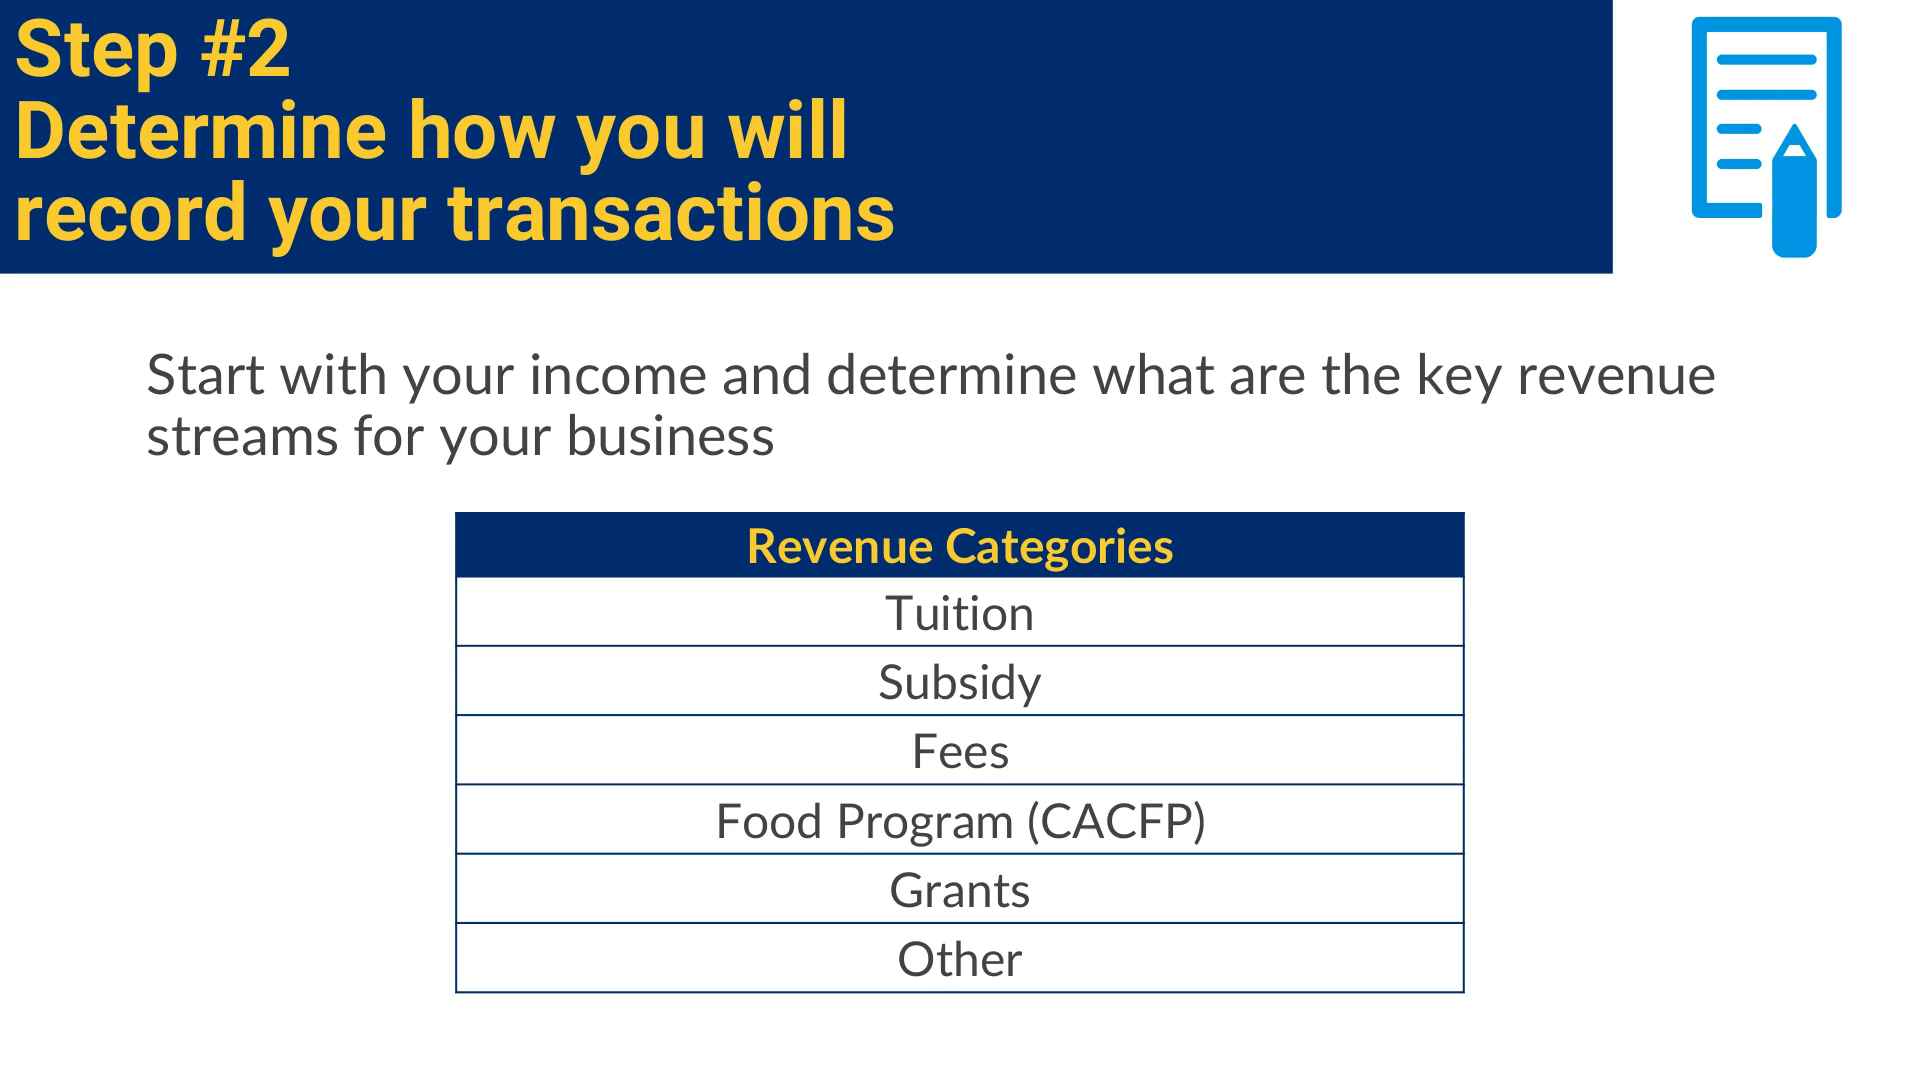 Step #2
Determine how you will
record your transactions
Start with your income and determine what are the key revenue
streams for your business
Revenue Categories
Tuition
Subsidy
Fees
Food Program (CACFP)
Grants
Other